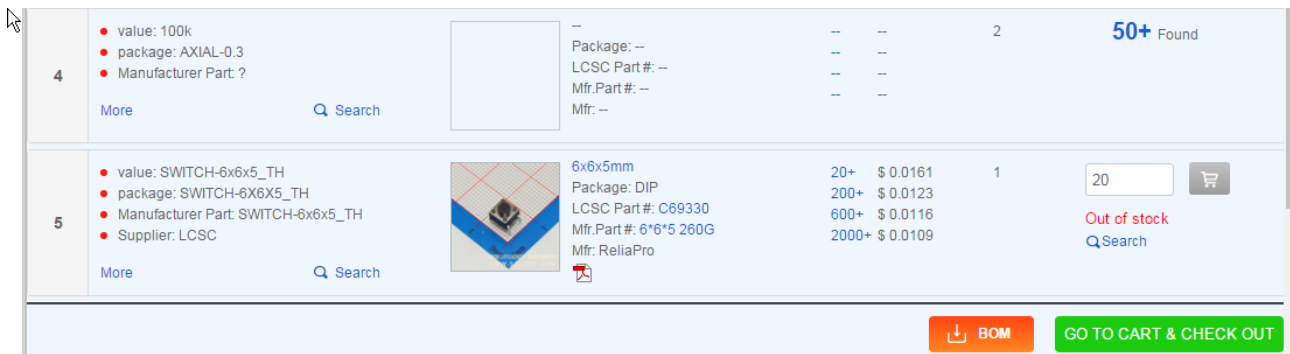 4
value: 100k
package: AXIAL-0.3
Manufacturer Part: ?
More Search
--
Package: --
LCSC Part #: --
Mfr.Part #: --
Mfr: --
-- --
-- --
-- --
-- --
2
50+ Found
5
value: SWITCH-6x6x5_TH
package: SWITCH-6X6X5_TH
Manufacturer Part: SWITCH-6x6x5_TH
Supplier: LCSC
More Search
6x6x5mm
Package: DIP
LCSC Part #: C69330
Mfr.Part #: 6*6*5 260G
Mfr: ReliaPro
20+ $ 0.0161
200+ $ 0.0123
600+ $ 0.0116
2000+ $ 0.0109
1
20
Out of stock
Search
BOM
GO TO CART & CHECK OUT